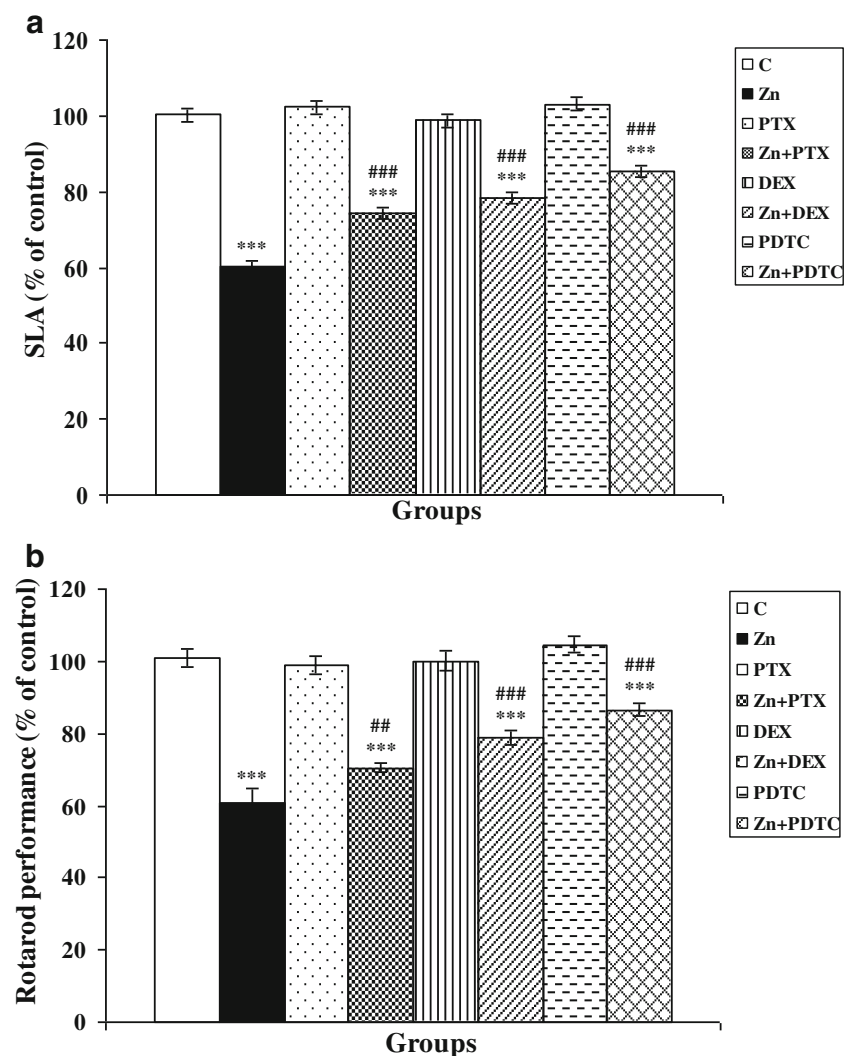 a
120
100
80
60
40
20
0
SLA (% of control)
***
###
***
###
***
###
***
Groups
C
Zn
PTX
Zn+PTX
DEX
Zn+DEX
PDTC
Zn+PDTC
b
120
100
80
60
40
20
0
Rotarod performance (% of control)
***
##
***
###
***
###
***
Groups
C
Zn
PTX
Zn+PTX
DEX
Zn+DEX
PDTC
Zn+PDTC